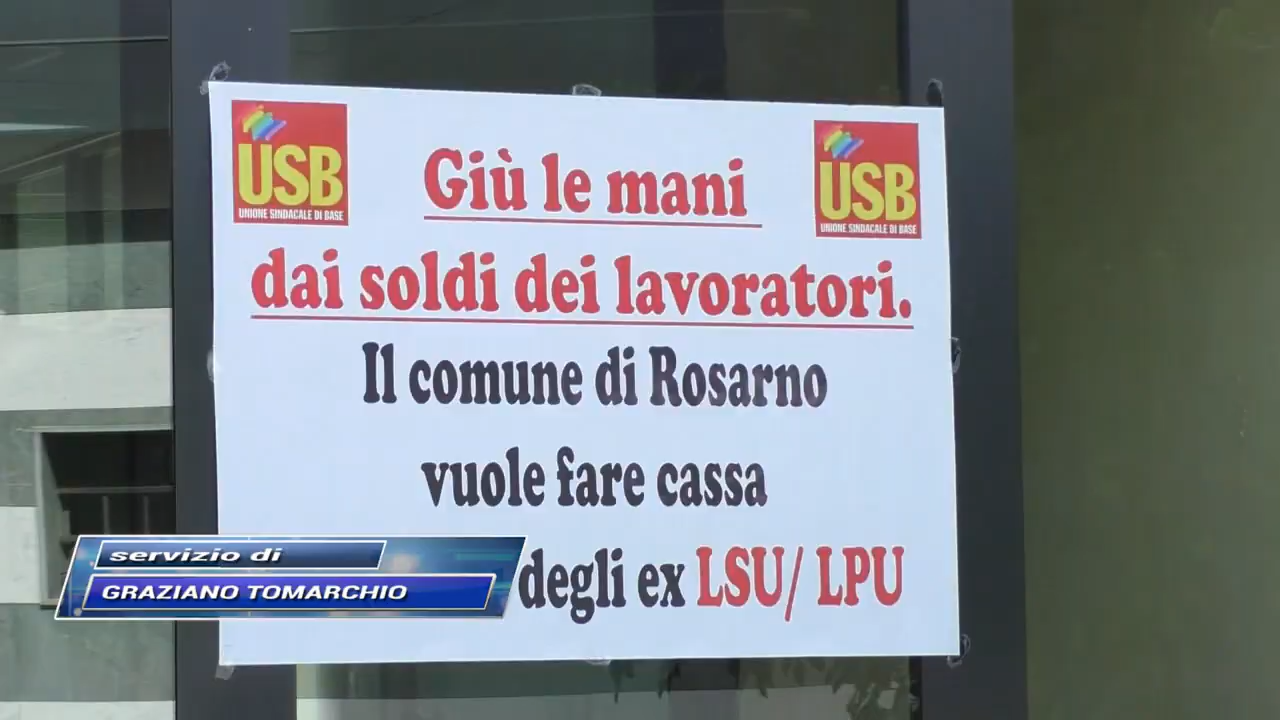 USB
UNIONE SINDACALE DI BASE
USB
UNIONE SINDACALE DI BASE
Giù le mani
dai soldi dei lavoratori.
Il comune di Rosarno
vuole fare cassa
degli ex LSU/ LPU
servizio di
GRAZIANO TOMARCHIO